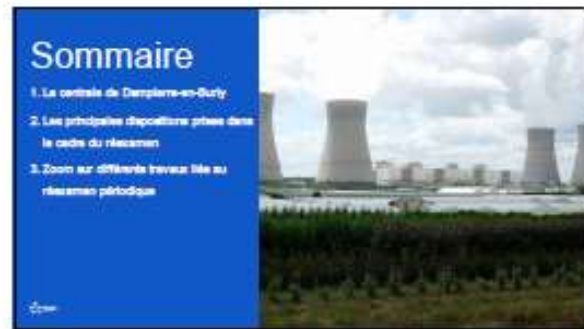 Sommaire
1. La centrale de Dampierre-en-Burly
2. Les principales dispositions prises dans
le cadre du réexamen
3. Zoom sur différents travaux liés au
réexamen périodique